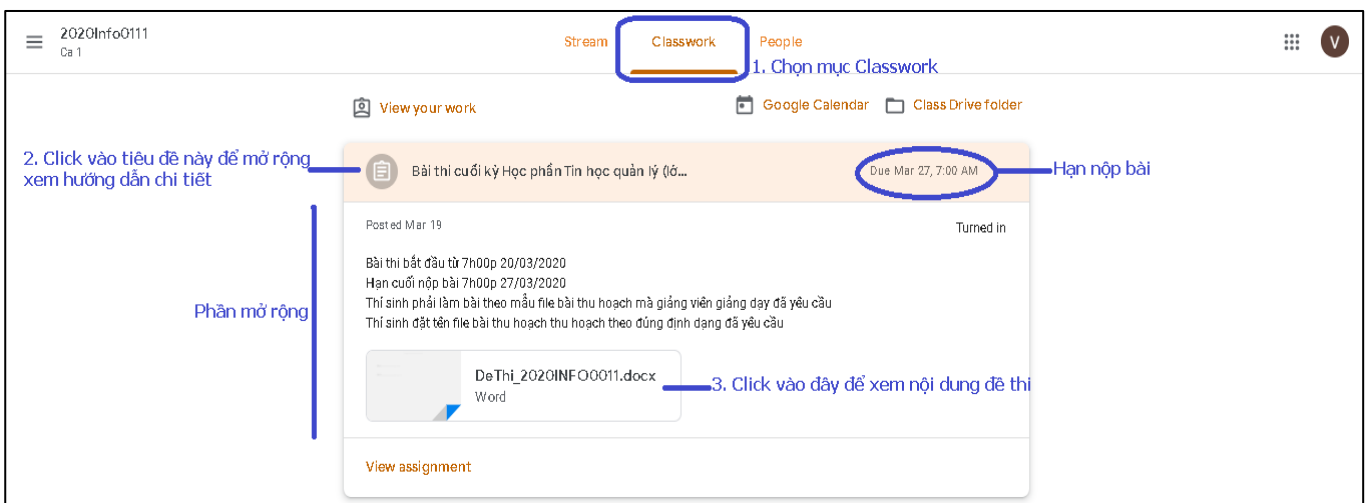 2020Info0111
Ca 1
Stream
Classwork
People
V
1. Chọn mục Classwork
View your work
Google Calendar
Class Drive folder
2. Click vào tiêu đề này để mở rộng
xem hướng dẫn chi tiết
Bài thi cuối kỳ Học phần Tin học quản lý (lớ...
Due Mar 27, 7:00 AM
Hạn nộp bài
Posted Mar 19
Turned in
Bài thi bắt đầu từ 7h00p 20/03/2020
Hạn cuối nộp bài 7h00p 27/03/2020
Thí sinh phải làm bài theo mẫu file bài thu hoạch mà giảng viên giảng dạy đã yêu cầu
Thí sinh đặt tên file bài thu hoạch thu hoạch theo đúng định dạng đã yêu cầu
Phần mở rộng
DeThi_2020INFO0011.docx
Word
3. Click vào đây để xem nội dung đề thi
View assignment